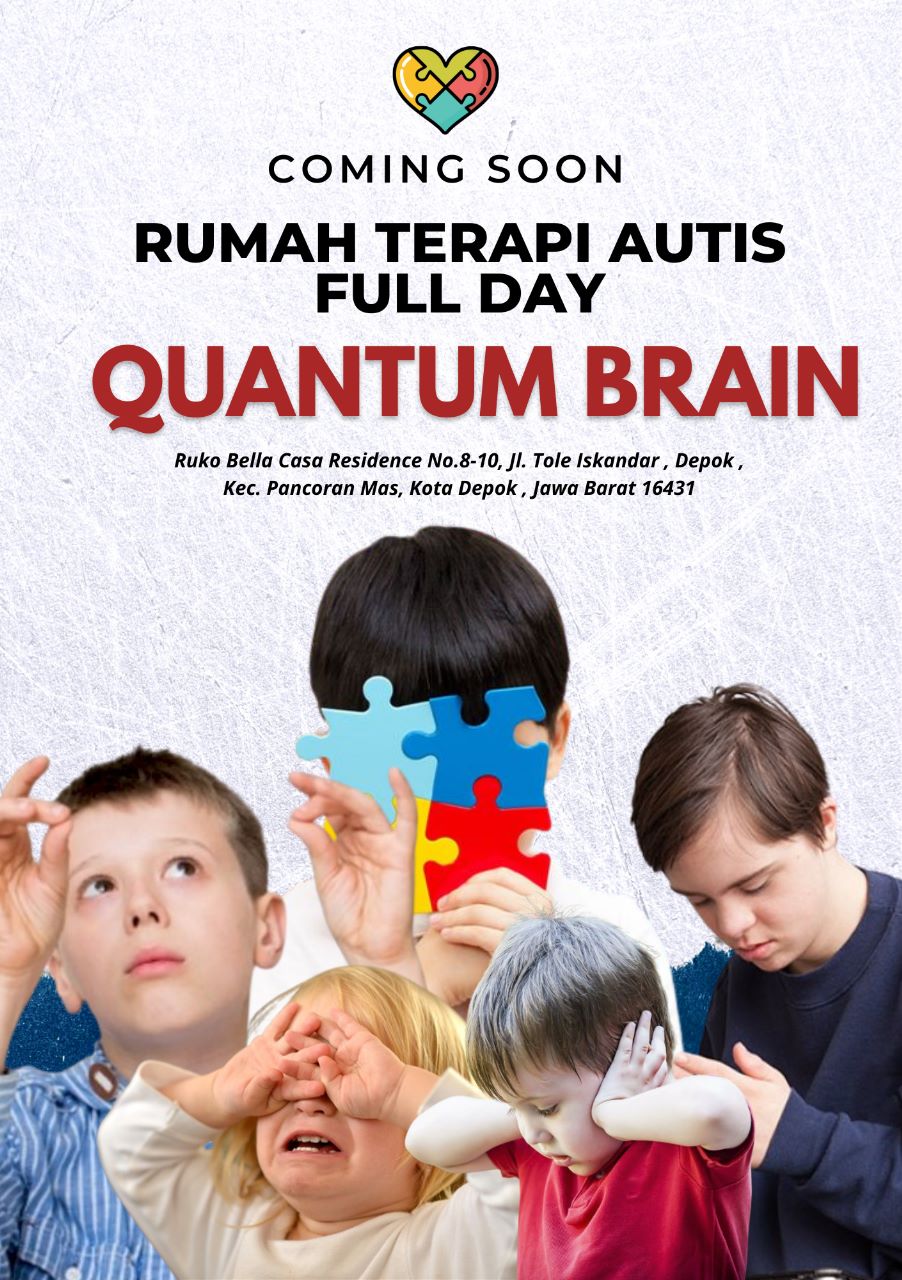 COMING SOON
RUMAH TERAPI AUTIS
FULL DAY
QUANTUM BRAIN
Ruko Bella Casa Residence No.8-10, Jl. Tole Iskandar , Depok ,
Kec. Pancoran Mas, Kota Depok , Jawa Barat 16431